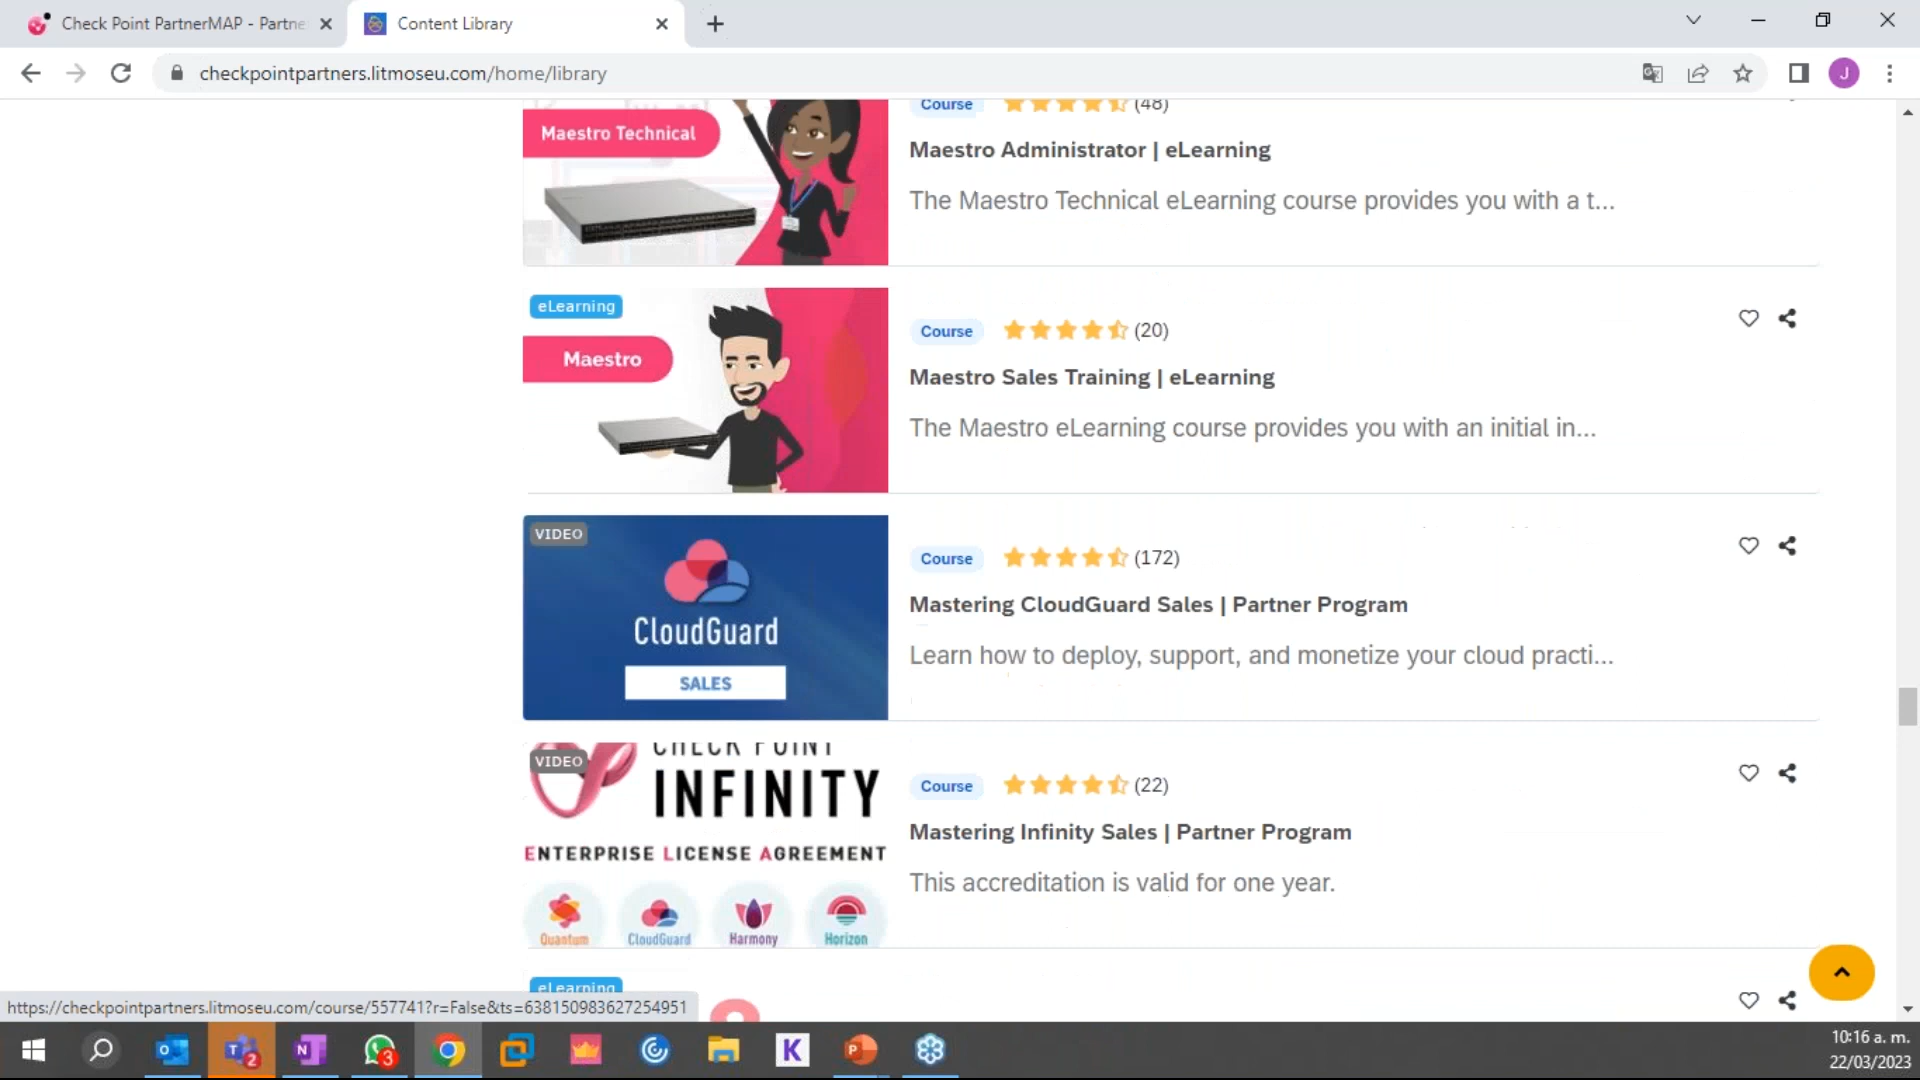 Check Point PartnerMAP - Partne
Content Library
checkpointpartners.litmoseu.com/home/library
J
Maestro Technical
Course (48)
Maestro Administrator | eLearning
The Maestro Technical eLearning course provides you with a t...
eLearning
Maestro
Course (20)
Maestro Sales Training | eLearning
The Maestro eLearning course provides you with an initial in...
VIDEO
CloudGuard
SALES
Course (172)
Mastering CloudGuard Sales | Partner Program
Learn how to deploy, support, and monetize your cloud practi...
VIDEO
CHECK POINT
INFINITY
ENTERPRISE LICENSE AGREEMENT
Quantum CloudGuard Harmony Horizon
Course (22)
Mastering Infinity Sales | Partner Program
This accreditation is valid for one year.
eLearning
https://checkpointpartners.litmoseu.com/course/557741?r=False&ts=638150983627254951
2
3
K
10:16 a. m.
22/03/2023